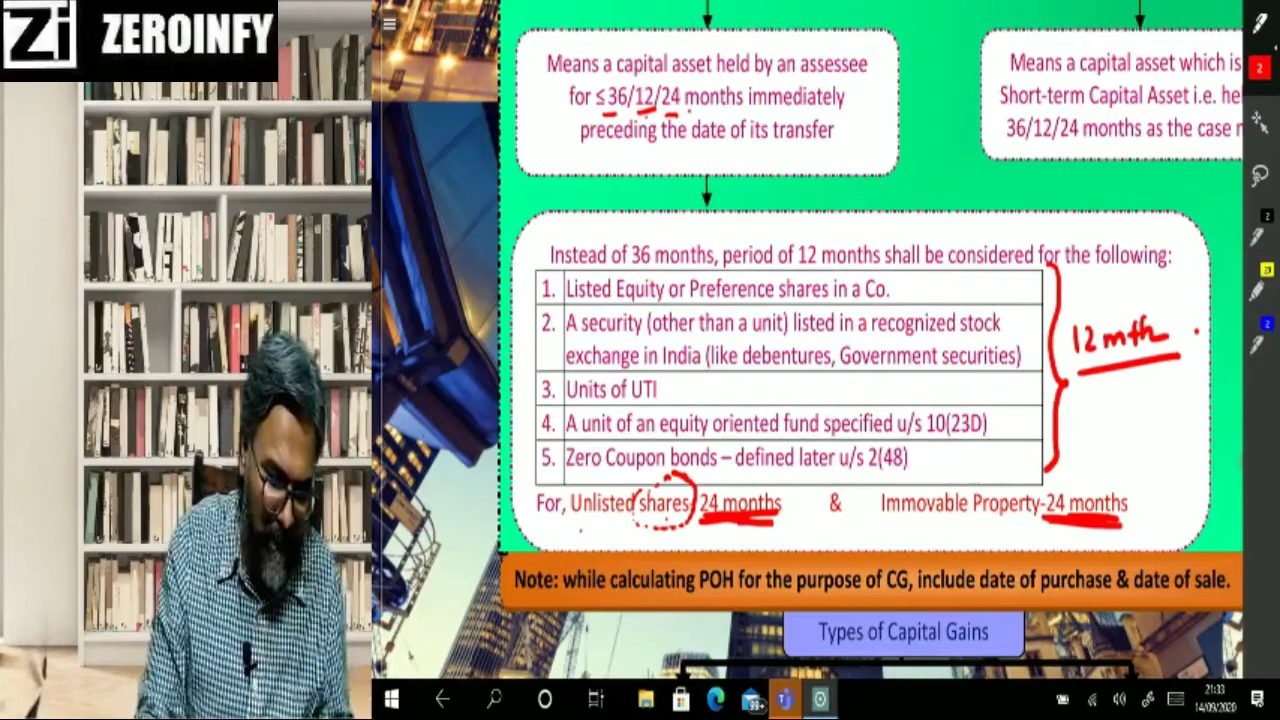 Zi ZEROINFY
Means a capital asset held by an assessee
for ≤ 36/12/24 months immediately
preceding the date of its transfer
Means a capital asset which is
Short-term Capital Asset i.e. hel
36/12/24 months as the case
Instead of 36 months, period of 12 months shall be considered for the following:
1. Listed Equity or Preference shares in a Co.
2. A security (other than a unit) listed in a recognized stock
exchange in India (like debentures, Government securities)
3. Units of UTI
4. A unit of an equity oriented fund specified u/s 10(23D)
5. Zero Coupon bonds – defined later u/s 2(48)
12 mth
For, Unlisted shares- 24 months & Immovable Property-24 months
Note: while calculating POH for the purpose of CG, include date of purchase & date of sale.
Types of Capital Gains
99+
21:33
14/09/2020
2
2
2